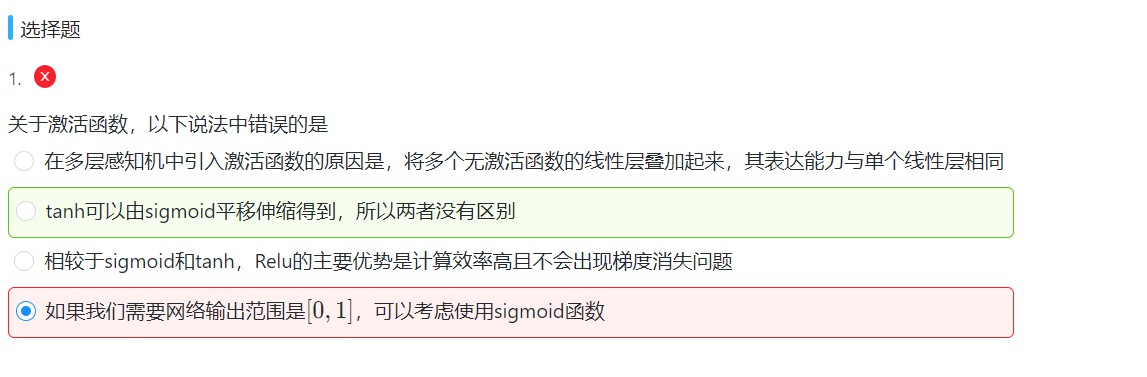 选择题
1. x
关于激活函数，以下说法中错误的是
在多层感知机中引入激活函数的原因是，将多个无激活函数的线性层叠加起来，其表达能力与单个线性层相同
tanh可以由sigmoid平移伸缩得到，所以两者没有区别
相较于sigmoid和tanh，Relu的主要优势是计算效率高且不会出现梯度消失问题
如果我们需要网络输出范围是[0, 1]，可以考虑使用sigmoid函数